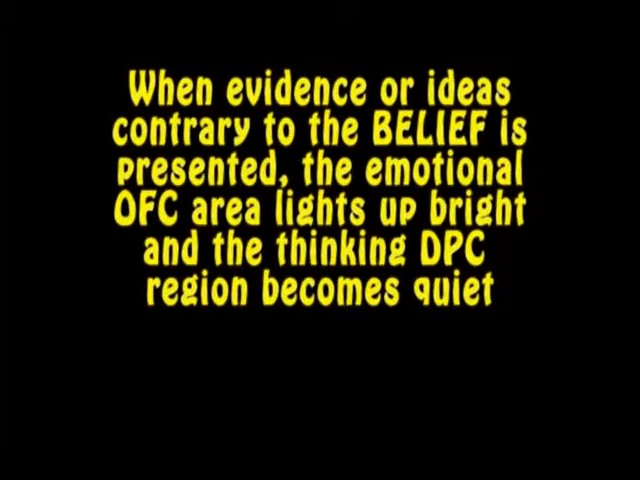 When evidence or ideas
contrary to the BELIEF is
presented, the emotional
OFC area lights up bright
and the thinking DPC
region becomes quiet